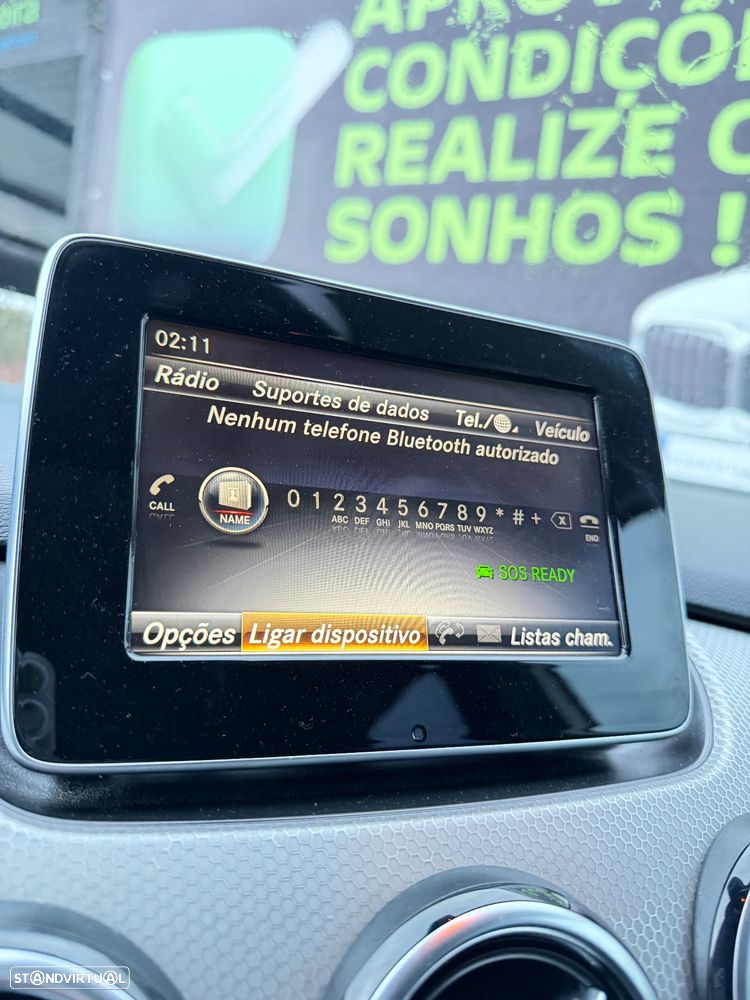 CONDIÇÕ
REALIZE
SONHOS !
02:11
Rádio Suportes de dados Tel./ Veículo
Nenhum telefone Bluetooth autorizado
CALL NAME 0 1 2 3 4 5 6 7 8 9 * # + END
ABC DEF GHI JKL MNO PQRS TUV WXYZ
SOS READY
Opções Ligar dispositivo Listas cham.
STANDVIRTUAL